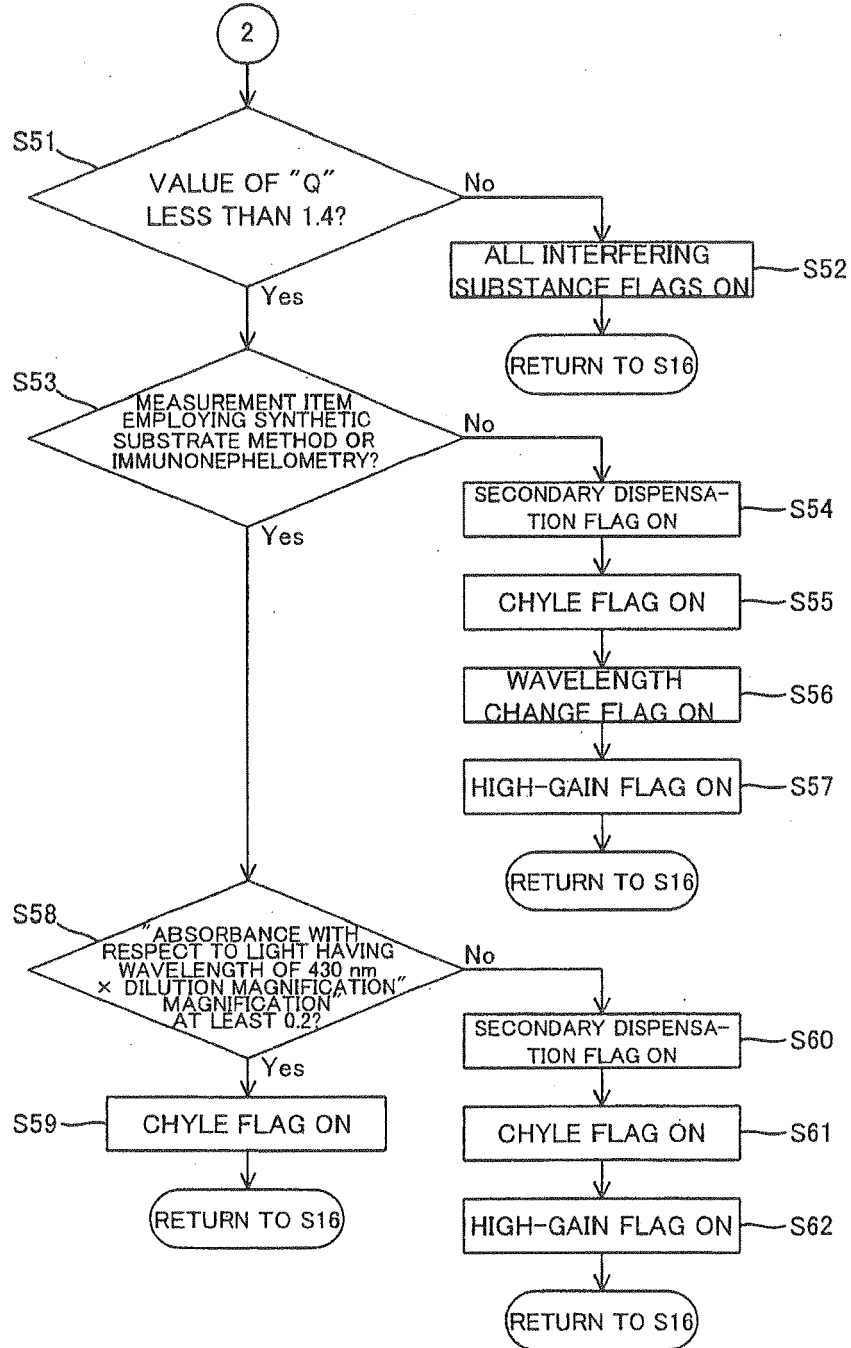 2
S51
VALUE OF "Q"
LESS THAN 1.4?
No
Yes
ALL INTERFERING
SUBSTANCE FLAGS ON
S52
RETURN TO S16
S53
MEASUREMENT ITEM
EMPLOYING SYNTHETIC
SUBSTRATE METHOD OR
IMMUNONEPHELOMETRY?
No
Yes
SECONDARY DISPENSA-
TION FLAG ON
S54
CHYLE FLAG ON
S55
WAVELENGTH
CHANGE FLAG ON
S56
HIGH-GAIN FLAG ON
S57
RETURN TO S16
S58
"ABSORBANCE WITH
RESPECT TO LIGHT HAVING
WAVELENGTH OF 430 nm
× DILUTION MAGNIFICATION"
MAGNIFICATION"
AT LEAST 0.2?
No
Yes
S59
CHYLE FLAG ON
RETURN TO S16
SECONDARY DISPENSA-
TION FLAG ON
S60
CHYLE FLAG ON
S61
HIGH-GAIN FLAG ON
S62
RETURN TO S16